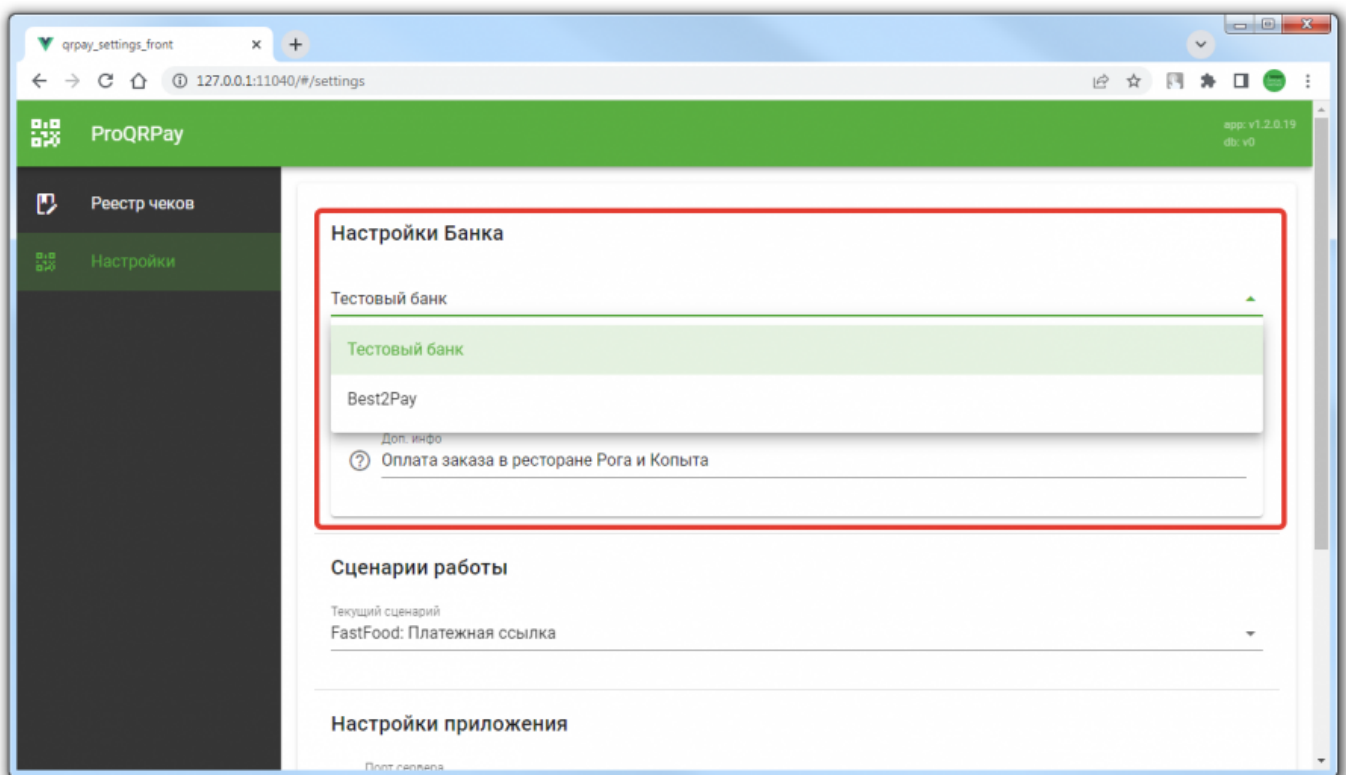 qrpay_settings_front
127.0.0.1:11040/#/settings
ProQRPay
app: v1.2.0.19
db: v0
Реестр чеков
Настройки
Настройки Банка
Тестовый банк
Тестовый банк
Best2Pay
Доп. инфо
Оплата заказа в ресторане Рога и Копыта
Сценарии работы
Текущий сценарий
FastFood: Платежная ссылка
Настройки приложения
Порт сервера